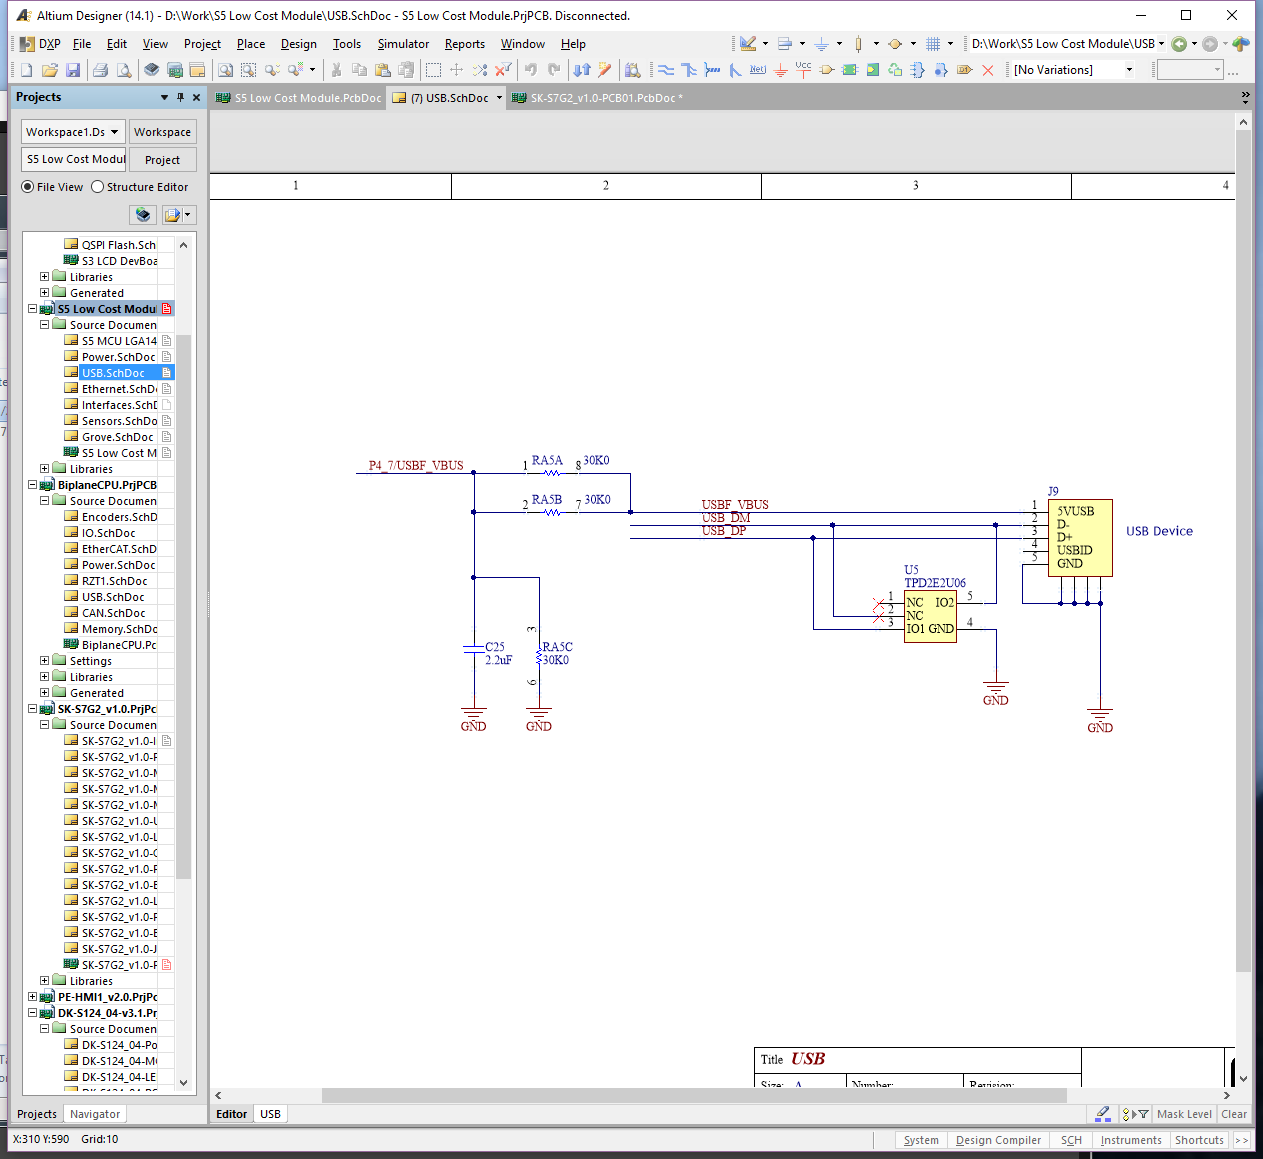 Altium Designer (14.1) - D:\Work\S5 Low Cost Module\USB.SchDoc - S5 Low Cost Module.PrjPCB. Disconnected.
DXP File Edit View Project Place Design Tools Simulator Reports Window Help D:\Work\S5 Low Cost Module\USB
Net Vcc [No Variations] ...
Projects
S5 Low Cost Module.PcbDoc (7) USB.SchDoc SK-S7G2_v1.0-PCB01.PcbDoc *
Workspace1.Ds Workspace
S5 Low Cost Modul Project
File View Structure Editor
QSPI Flash.Sch
S3 LCD DevBoa
Libraries
Generated
S5 Low Cost Modu
Source Documen
S5 MCU LGA14
Power.SchDoc
USB.SchDoc
Ethernet.SchD
Interfaces.SchD
Sensors.SchDo
Grove.SchDoc
S5 Low Cost M
Libraries
BiplaneCPU.PrjPCB
Source Documen
Encoders.SchD
IO.SchDoc
EtherCAT.SchD
Power.SchDoc
RZT1.SchDoc
USB.SchDoc
CAN.SchDoc
Memory.SchDo
BiplaneCPU.Pc
Settings
Libraries
Generated
SK-S7G2_v1.0.PrjPc
Source Documen
SK-S7G2_v1.0-I
SK-S7G2_v1.0-P
SK-S7G2_v1.0-M
SK-S7G2_v1.0-M
SK-S7G2_v1.0-M
SK-S7G2_v1.0-U
SK-S7G2_v1.0-L
SK-S7G2_v1.0-C
SK-S7G2_v1.0-P
SK-S7G2_v1.0-E
SK-S7G2_v1.0-L
SK-S7G2_v1.0-P
SK-S7G2_v1.0-E
SK-S7G2_v1.0-J
SK-S7G2_v1.0-P
Libraries
PE-HMI1_v2.0.PrjPc
DK-S124_04-v3.1.Prj
Source Documen
DK-S124_04-Po
DK-S124_04-M
DK-S124_04-LE
Projects Navigator
1 2 3 4
P4_7/USBF_VBUS
1 RA5A 8 30K0
2 RA5B 7 30K0
USBF_VBUS
USB_DM
USB_DP
J9
1 5VUSB
2 D-
3 D+
4 USBID
5 GND
USB Device
U5
TPD2E2U06
1 NC IO2 5
2 NC
3 IO1 GND 4
3
C25
2.2uF
RA5C
30K0
6
GND
GND
GND
GND
Title USB
Size: A Number: Revision:
Editor USB
Mask Level Clear
X:310 Y:590 Grid:10
System Design Compiler SCH Instruments Shortcuts >>